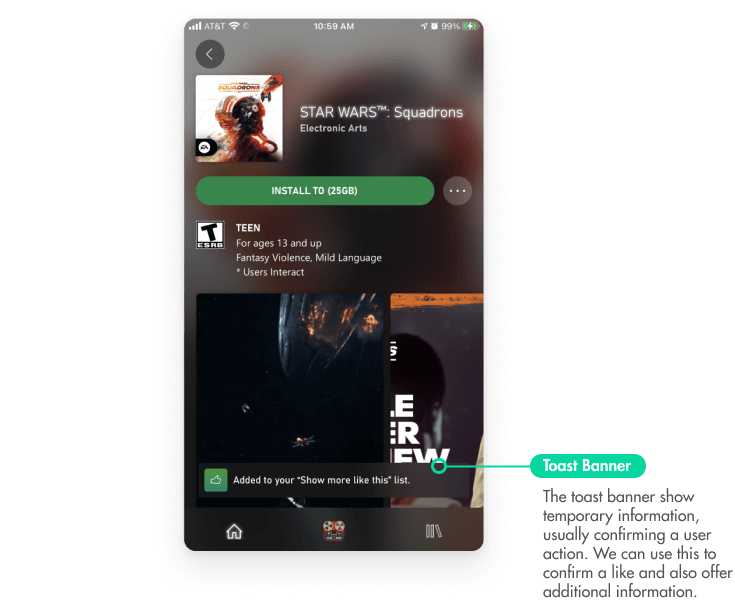 AT&T
10:59 AM
99%
SQUADRONS
EA
STAR WARS™: Squadrons
Electronic Arts
INSTALL TO (25GB)
T
ESRB
TEEN
For ages 13 and up
Fantasy Violence, Mild Language
* Users Interact
S
LE
ER
EW
Added to your “Show more like this” list.
Toast Banner
The toast banner show
temporary information,
usually confirming a user
action. We can use this to
confirm a like and also offer
additional information.